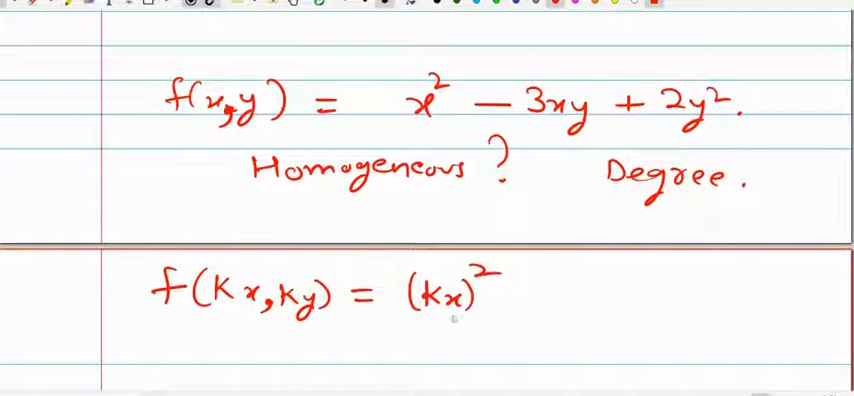 f(x,y) = x² - 3xy + 2y².
Homogeneous ? Degree.
f(Kx,Ky) = (Kx)²